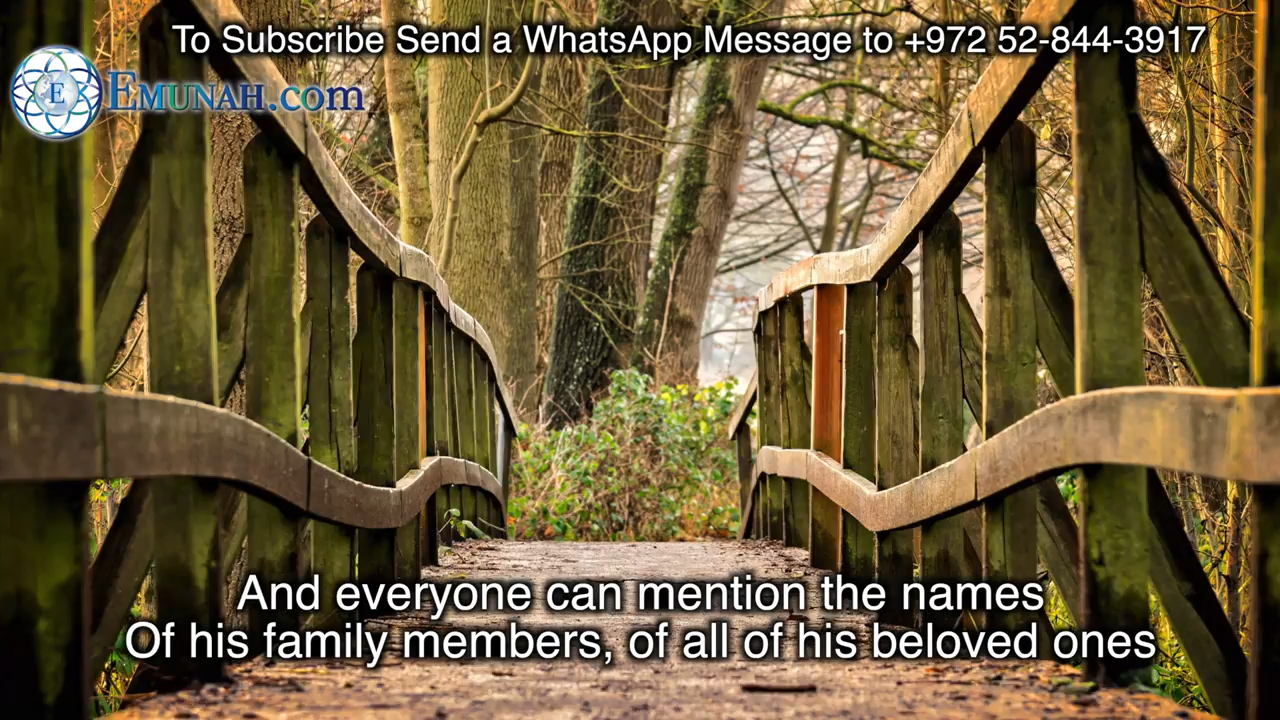 To Subscribe Send a WhatsApp Message to +972 52-844-3917
E EMUNAH.com
And everyone can mention the names
Of his family members, of all of his beloved ones